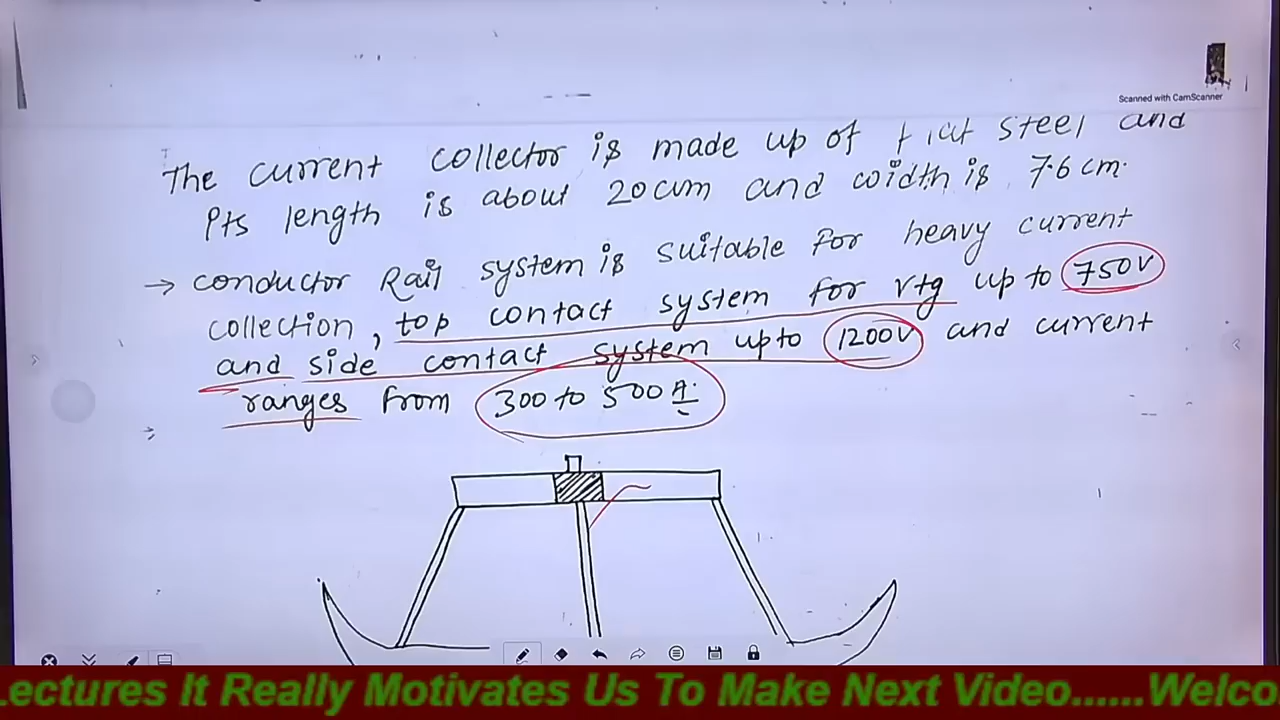 Scanned with CamScanner
The current collector is made up of flat steel and
Its length is about 20cm and width is 7.6 cm.
→ conductor Rail system is suitable for heavy current
collection, top contact system for vtg up to 750V
and side contact system upto 1200V and current
ranges from 300 to 500 A.
.ectures It Really Motivates Us To Make Next Video......Welco